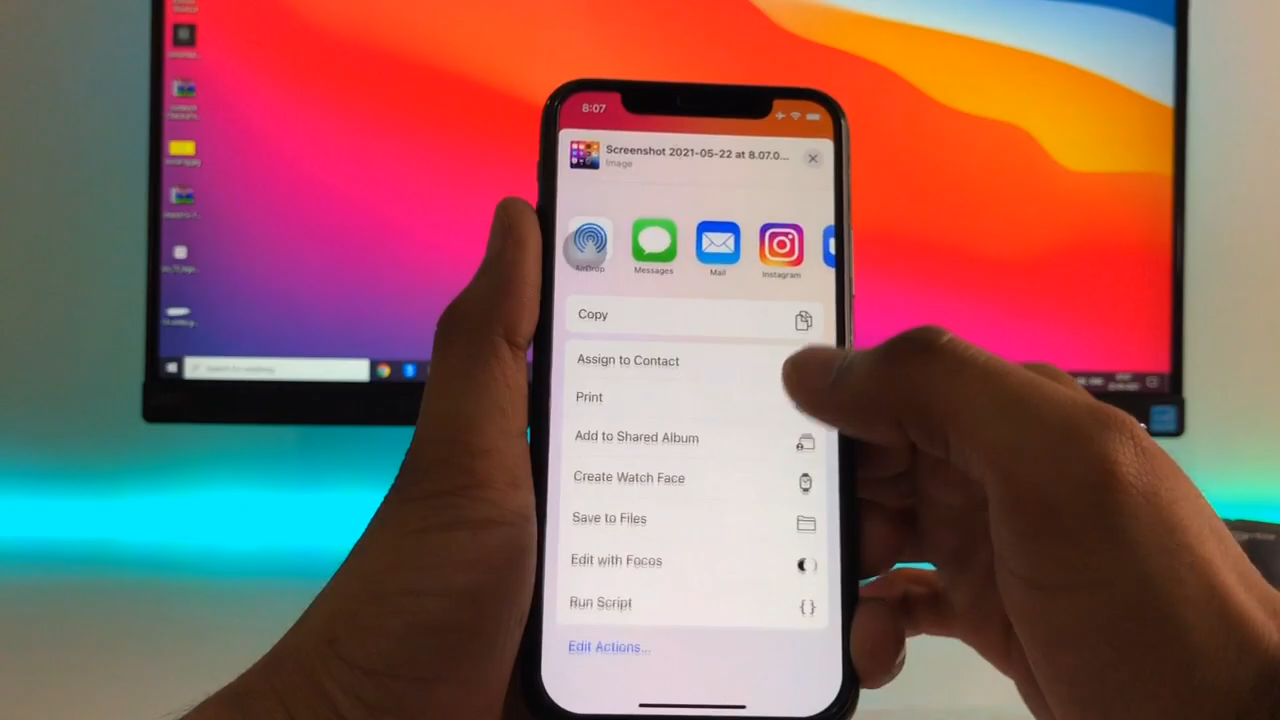 8:07
Screenshot 2021-05-22 at 8.07.0...
Image
AirDrop
Messages
Mail
Instagram
Copy
Assign to Contact
Print
Add to Shared Album
Create Watch Face
Save to Files
Edit with Focos
Run Script
Edit Actions...